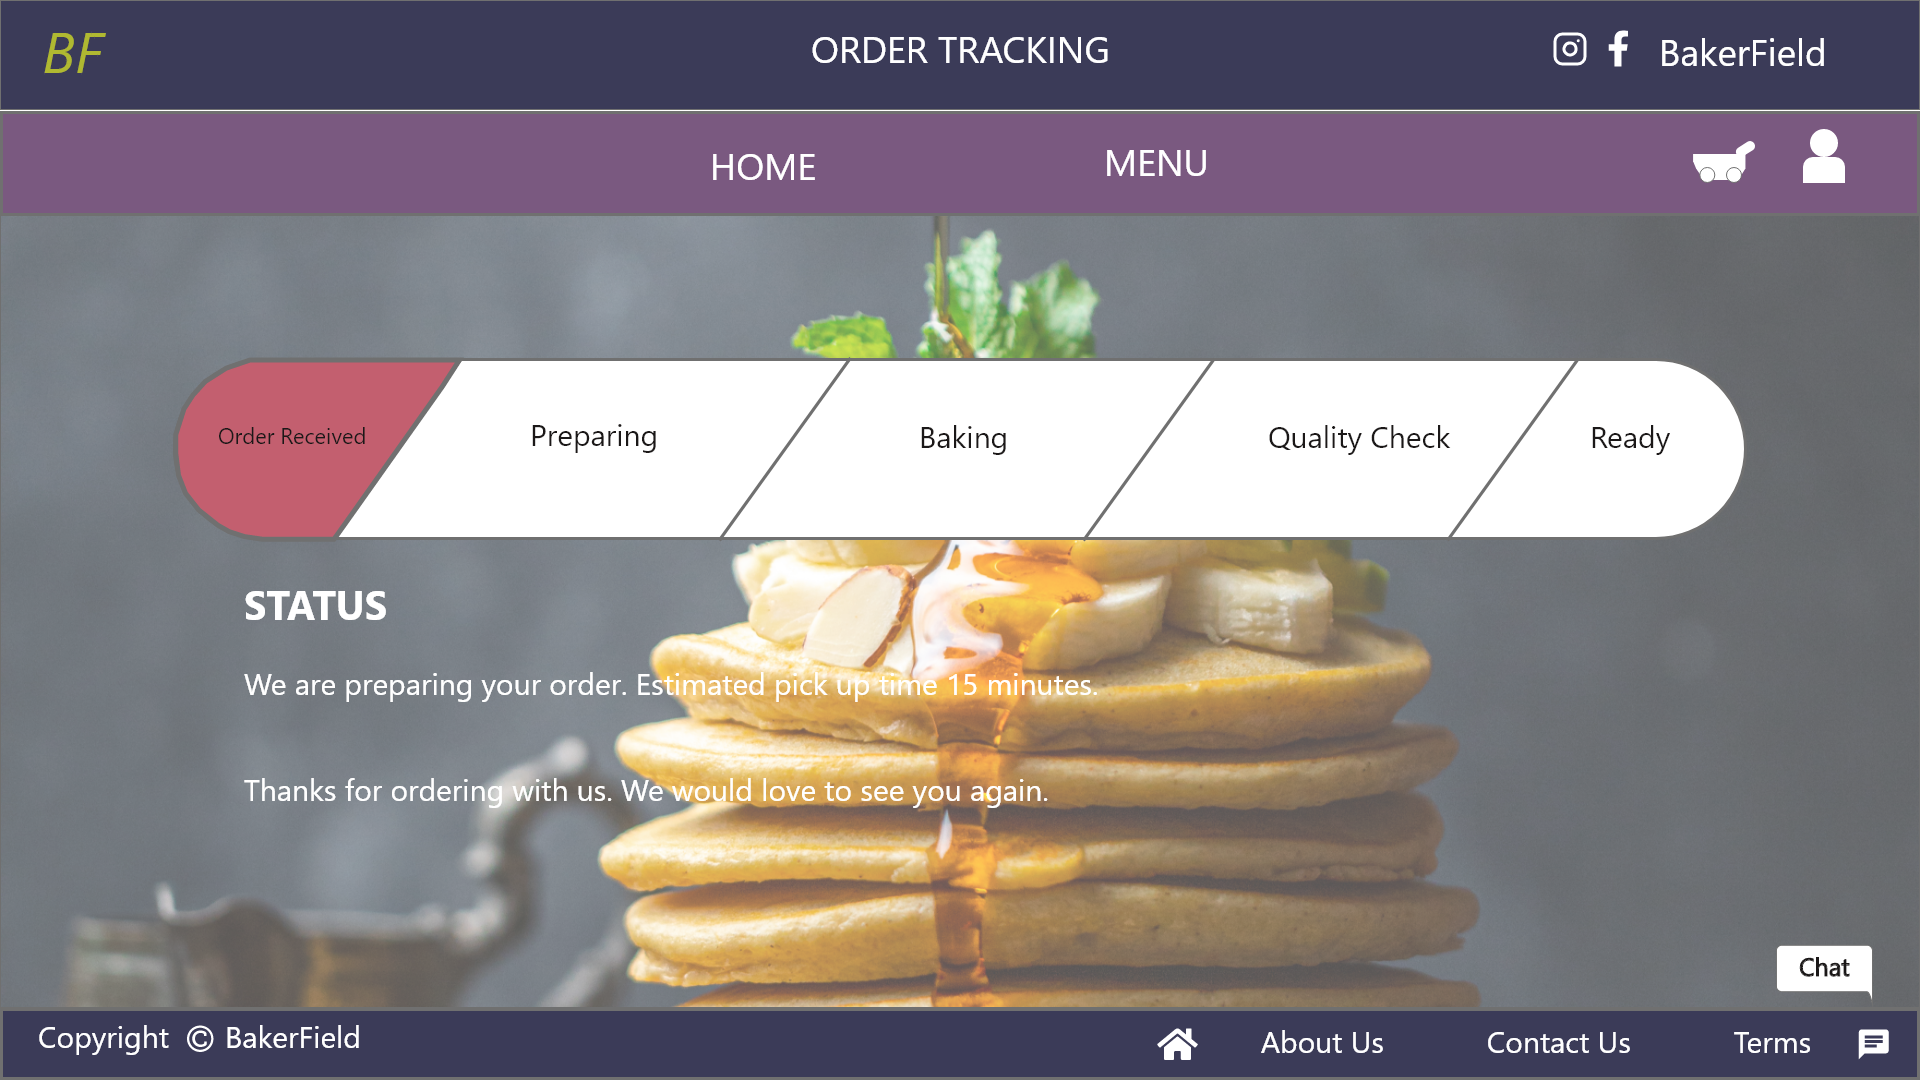 BF
ORDER TRACKING
BakerField
HOME
MENU
Order Received
Preparing
Baking
Quality Check
Ready
STATUS
We are preparing your order. Estimated pick up time 15 minutes.
Thanks for ordering with us. We would love to see you again.
Chat
Copyright © BakerField
About Us
Contact Us
Terms